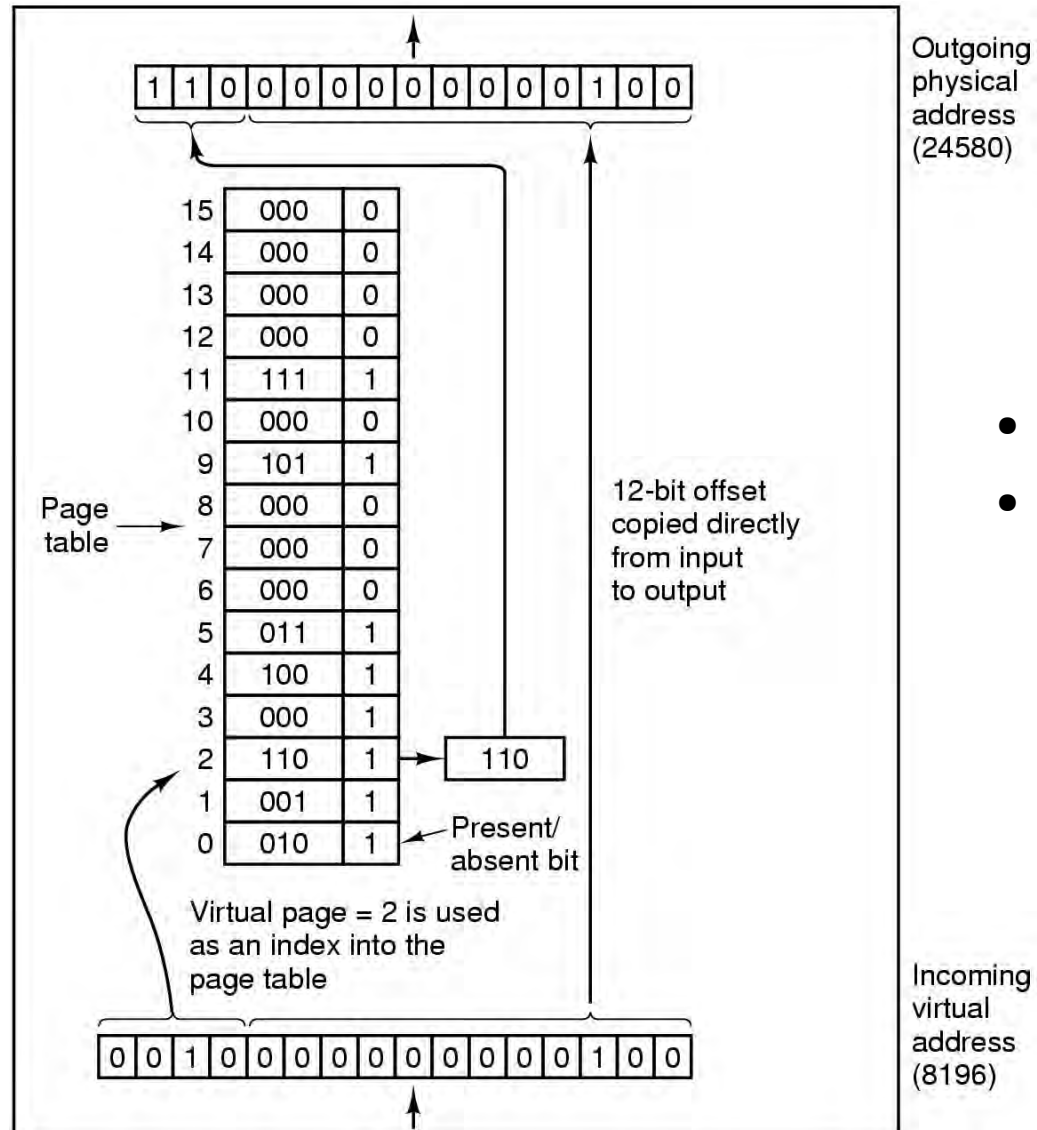 1 1 0 0 0 0 0 0 0 0 0 0 1 0 0
Outgoing
physical
address
(24580)
15 000 0
14 000 0
13 000 0
12 000 0
11 111 1
10 000 0
9 101 1
8 000 0
7 000 0
6 000 0
5 011 1
4 100 1
3 000 1
2 110 1
1 001 1
0 010 1
Page
table
110
Present/
absent bit
12-bit offset
copied directly
from input
to output
•
•
Virtual page = 2 is used
as an index into the
page table
0 0 1 0 0 0 0 0 0 0 0 0 0 1 0 0
Incoming
virtual
address
(8196)